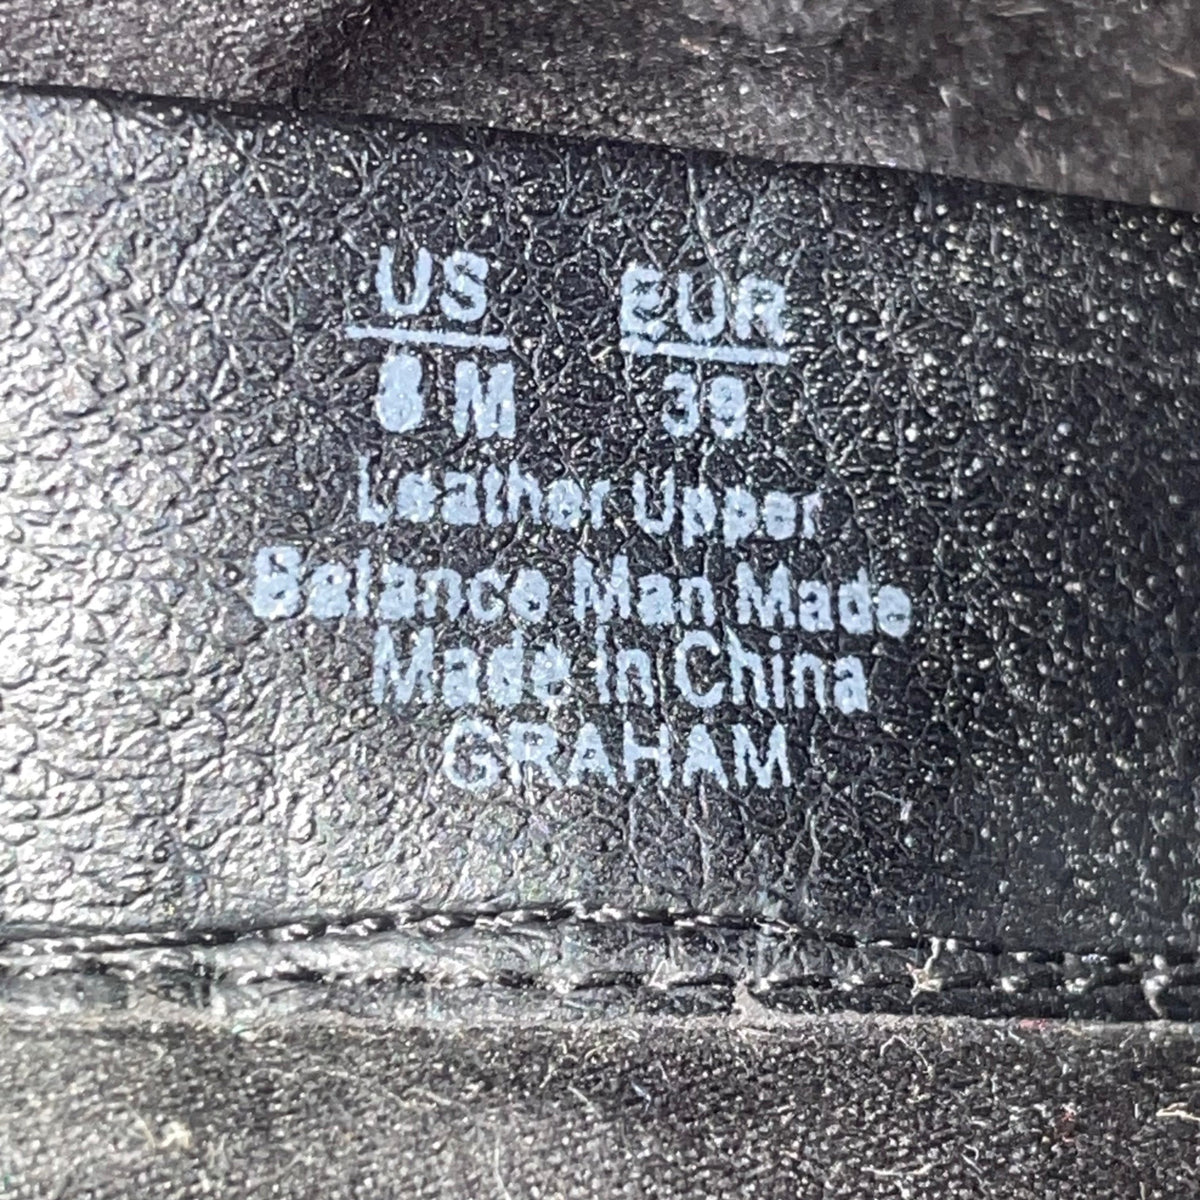 US EUR
8 M 39
Leather Upper
Balance Man Made
Made In China
GRAHAM